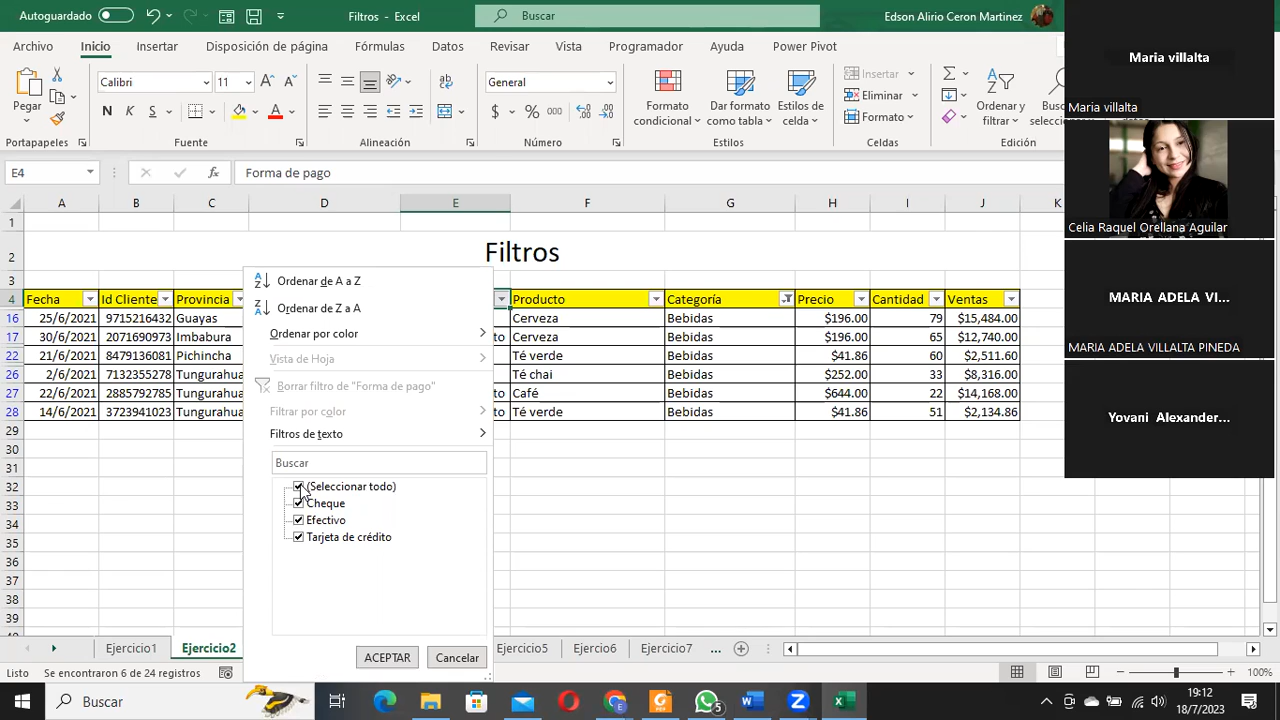 Autoguardado
Filtros - Excel
Buscar
Edson Alirio Ceron Martinez
Archivo Inicio Insertar Disposición de página Fórmulas Datos Revisar Vista Programador Ayuda Power Pivot
Pegar
Calibri 11
N K S
General
$ % 000
Formato condicional
Dar formato como tabla
Estilos de celda
Insertar
Eliminar
Formato
Ordenar y filtrar
Portapapeles Fuente Alineación Número Estilos Celdas Edición
E4 fx Forma de pago
A B C D E F G H I J K
1
2 Filtros
3
4 Fecha Id Cliente Provincia Producto Categoría Precio Cantidad Ventas
16 25/6/2021 9715216432 Guayas Cerveza Bebidas $196.00 79 $15,484.00
17 30/6/2021 2071690973 Imbabura to Cerveza Bebidas $196.00 65 $12,740.00
22 21/6/2021 8479136081 Pichincha Té verde Bebidas $41.86 60 $2,511.60
26 2/6/2021 7132355278 Tungurahua Té chai Bebidas $252.00 33 $8,316.00
27 22/6/2021 2885792785 Tungurahua to Café Bebidas $644.00 22 $14,168.00
28 14/6/2021 3723941023 Tungurahua to Té verde Bebidas $41.86 51 $2,134.86
29
30
31
32
33
34
35
36
37
38
39
Ordenar de A a Z
Ordenar de Z a A
Ordenar por color
Vista de Hoja
Borrar filtro de "Forma de pago"
Filtrar por color
Filtros de texto
Buscar
(Seleccionar todo)
Cheque
Efectivo
Tarjeta de crédito
ACEPTAR Cancelar
Maria villalta
Maria villalta
Celia Raquel Orellana Aguilar
MARIA ADELA VI...
MARIA ADELA VILLALTA PINEDA
Yovani Alexander...
Ejercicio1 Ejercicio2 Ejercicio5 Ejercio6 Ejercicio7 ...
Listo Se encontraron 6 de 24 registros 100%
Buscar
5
19:12
18/7/2023